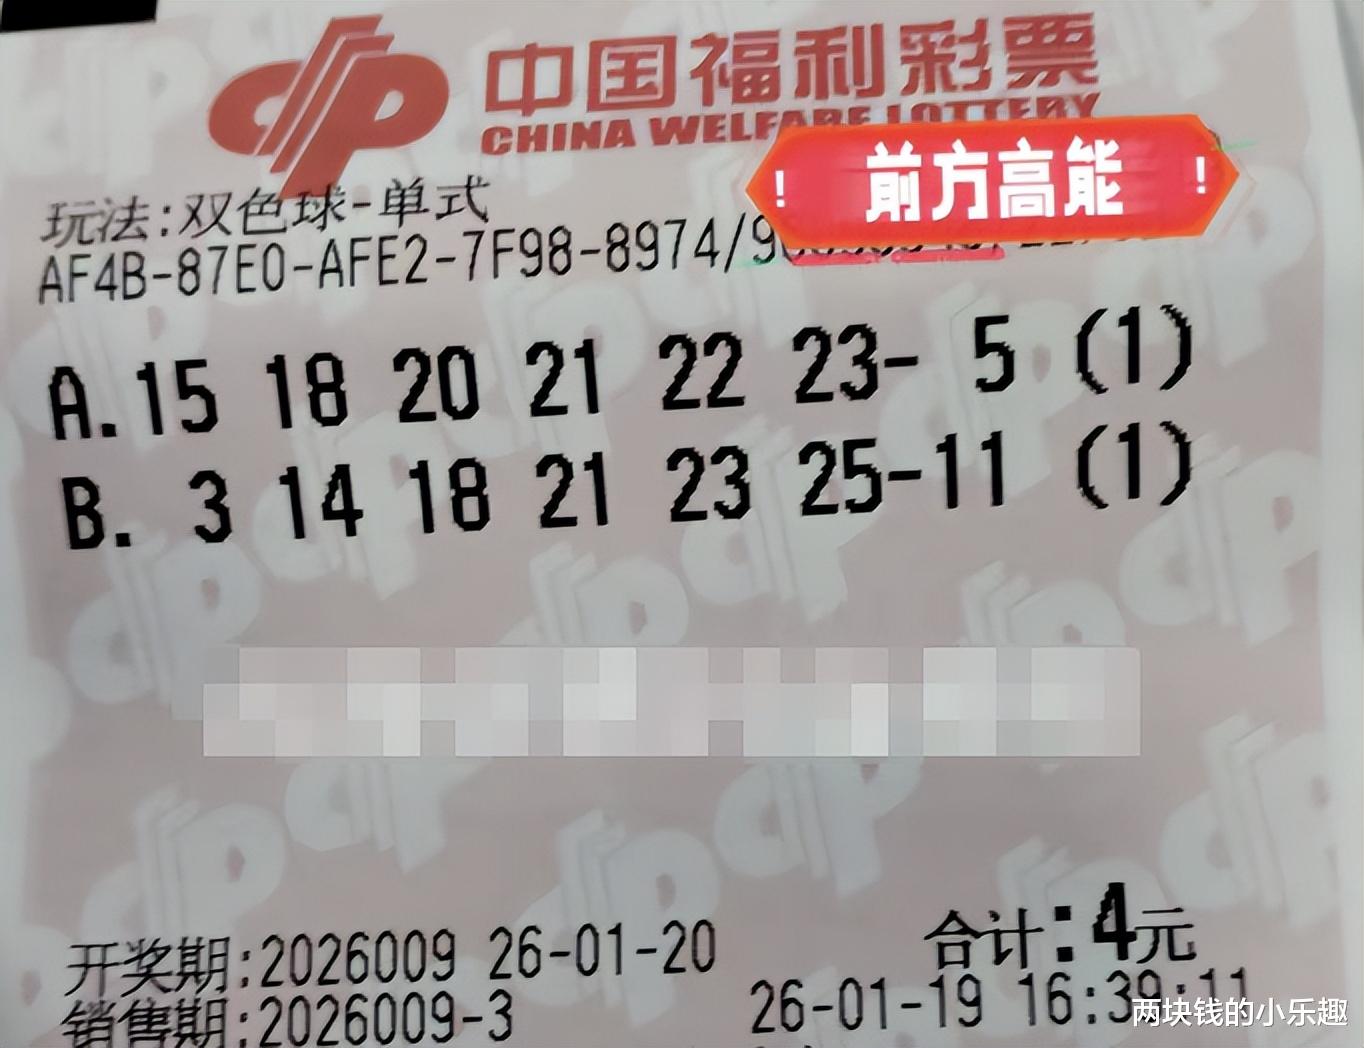 中国福利彩票
CHINA WELFARE LOTTERY
！ 前方高能 ！
玩法:双色球-单式
AF4B-87E0-AFE2-7F98-8974/
A.15 18 20 21 22 23- 5 (1)
B. 3 14 18 21 23 25-11 (1)
开奖期:2026009 26-01-20
合计:4元
销售期:2026009-3
26-01-19 16:39:11
两块钱的小乐趣